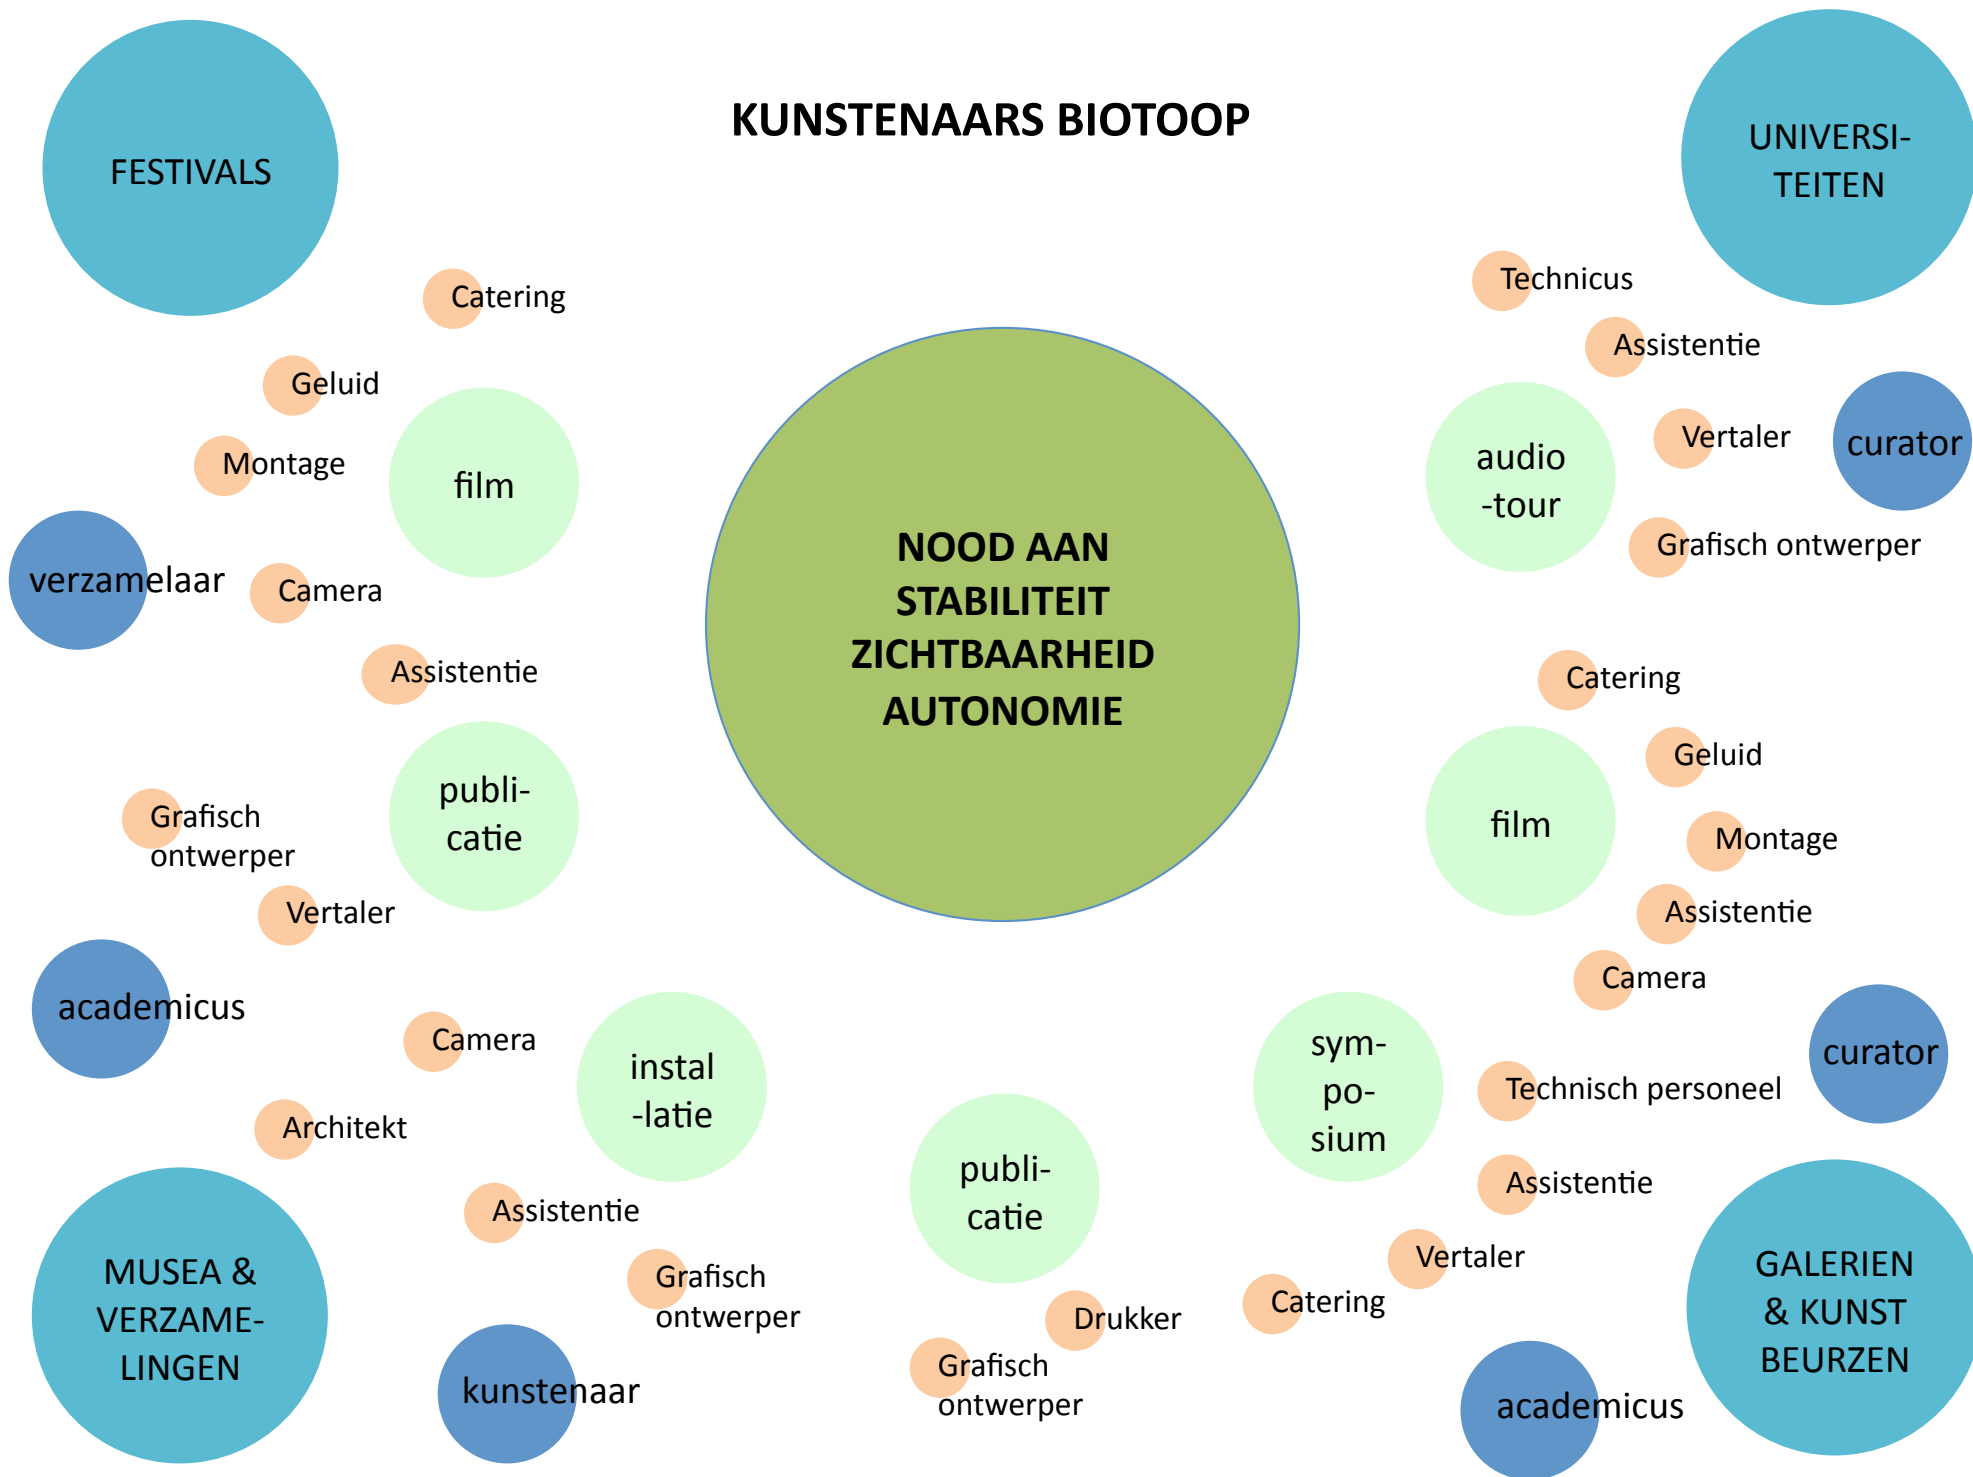 KUNSTENAARS BIOTOOP
FESTIVALS
UNIVERSI-
TEITEN
Catering
Geluid
Montage
film
verzamelaar
Camera
Assistentie
NOOD AAN
STABILITEIT
ZICHTBAARHEID
AUTONOMIE
Technicus
Assistentie
Vertaler
curator
audio
-tour
Grafisch ontwerper
Catering
Geluid
film
Montage
Assistentie
Camera
publi-
catie
Grafisch
ontwerper
Vertaler
academicus
Camera
instal
-latie
Architekt
Assistentie
Grafisch
ontwerper
MUSEA &
VERZAME-
LINGEN
kunstenaar
publi-
catie
Drukker
Grafisch
ontwerper
sym-
po-
sium
curator
Technisch personeel
Assistentie
Vertaler
Catering
academicus
GALERIEN
& KUNST
BEURZEN